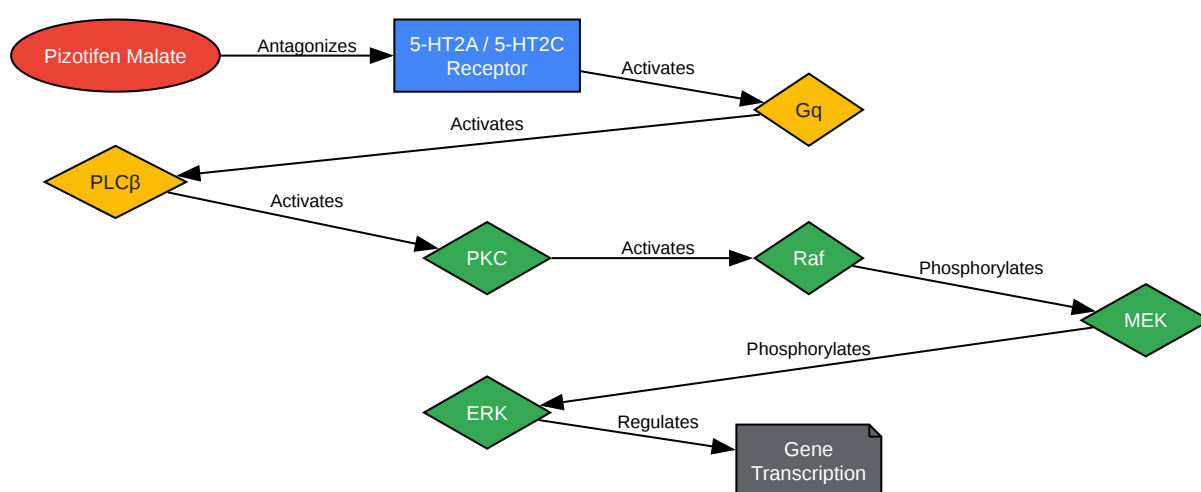 Pizotifen Malate
Antagonizes
5-HT2A / 5-HT2C
Receptor
Activates
Gq
Activates
PLCβ
Activates
PKC
Activates
Raf
Phosphorylates
MEK
Phosphorylates
ERK
Regulates
Gene
Transcription